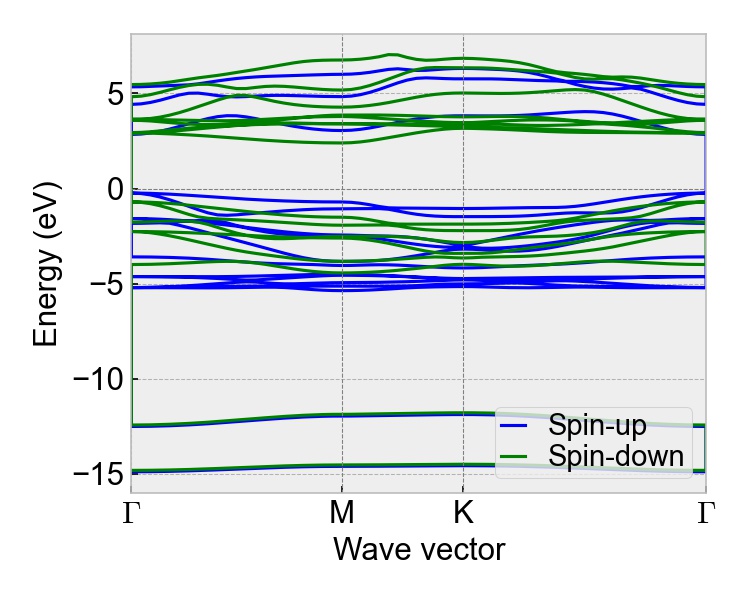 Energy (eV)
5
0
−5
−10
−15
Spin-up
Spin-down
Γ M K Γ
Wave vector